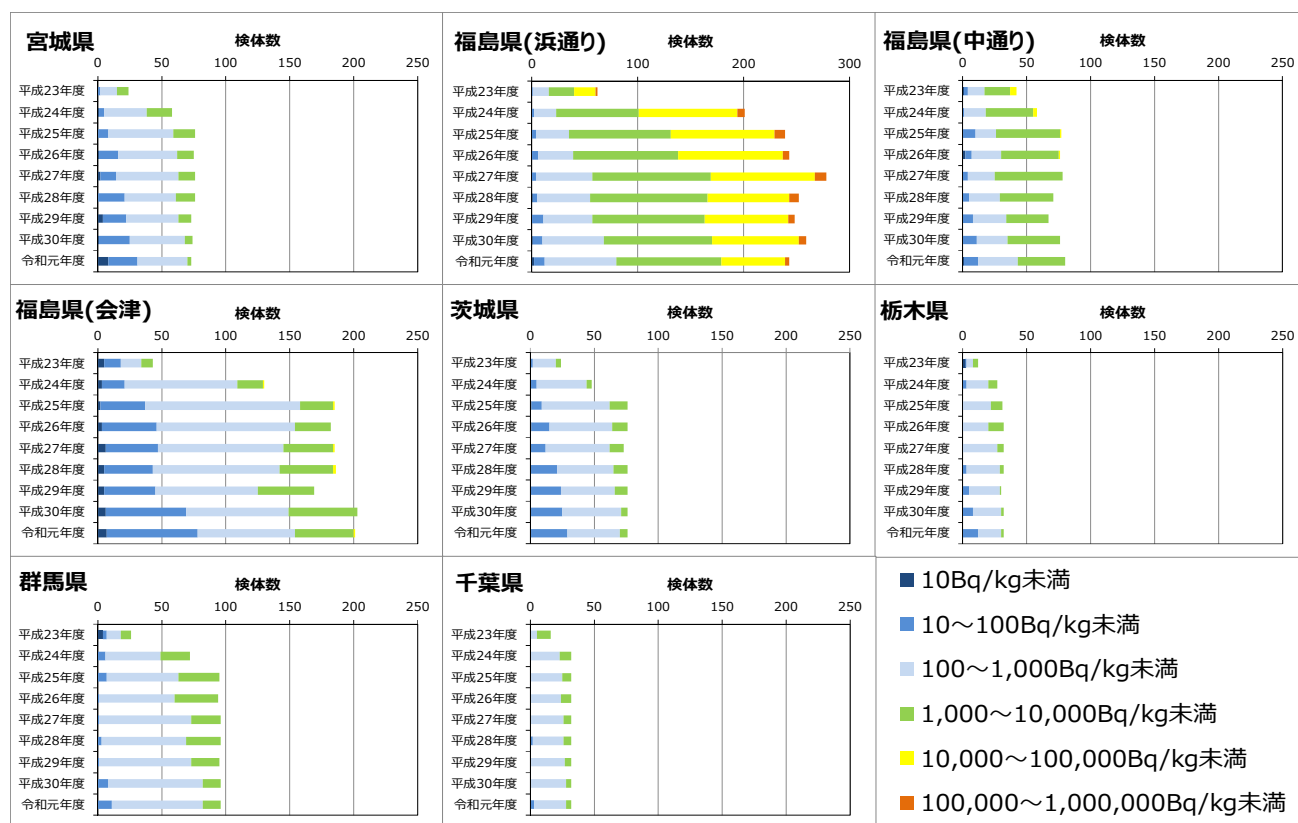 宮城県
検体数
0 50 100 150 200 250
平成23年度
平成24年度
平成25年度
平成26年度
平成27年度
平成28年度
平成29年度
平成30年度
令和元年度
福島県(浜通り)
検体数
0 100 200 300
平成23年度
平成24年度
平成25年度
平成26年度
平成27年度
平成28年度
平成29年度
平成30年度
令和元年度
福島県(中通り)
検体数
0 50 100 150 200 250
平成23年度
平成24年度
平成25年度
平成26年度
平成27年度
平成28年度
平成29年度
平成30年度
令和元年度
福島県(会津)
検体数
0 50 100 150 200 250
平成23年度
平成24年度
平成25年度
平成26年度
平成27年度
平成28年度
平成29年度
平成30年度
令和元年度
茨城県
検体数
0 50 100 150 200 250
平成23年度
平成24年度
平成25年度
平成26年度
平成27年度
平成28年度
平成29年度
平成30年度
令和元年度
栃木県
検体数
0 50 100 150 200 250
平成23年度
平成24年度
平成25年度
平成26年度
平成27年度
平成28年度
平成29年度
平成30年度
令和元年度
群馬県
検体数
0 50 100 150 200 250
平成23年度
平成24年度
平成25年度
平成26年度
平成27年度
平成28年度
平成29年度
平成30年度
令和元年度
千葉県
検体数
0 50 100 150 200 250
平成23年度
平成24年度
平成25年度
平成26年度
平成27年度
平成28年度
平成29年度
平成30年度
令和元年度
10Bq/kg未満
10～100Bq/kg未満
100～1,000Bq/kg未満
1,000～10,000Bq/kg未満
10,000～100,000Bq/kg未満
100,000～1,000,000Bq/kg未満